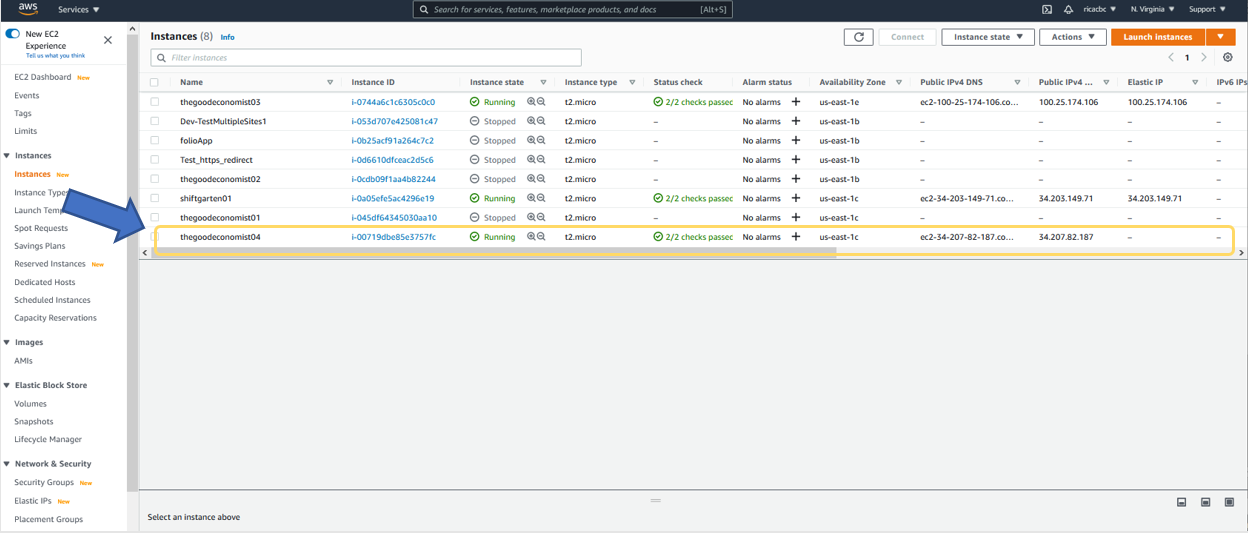 aws Services Search for services, features, marketplace products, and docs [Alt+S] ricacbc N. Virginia Support
New EC2
Experience
Tell us what you think
EC2 Dashboard New
Events
Tags
Limits
Instances
Instances New
Instance Types
Launch Temp
Spot Requests
Savings Plans
Reserved Instances New
Dedicated Hosts
Scheduled Instances
Capacity Reservations
Images
AMIs
Elastic Block Store
Volumes
Snapshots
Lifecycle Manager
Network & Security
Security Groups New
Elastic IPs New
Placement Groups
Instances (8) Info Connect Instance state Actions Launch instances
Filter instances 1
Name Instance ID Instance state Instance type Status check Alarm status Availability Zone Public IPv4 DNS Public IPv4 ... Elastic IP IPv6 IPs
thegoodeconomist03 i-0744a6c1c6305c0c0 Running t2.micro 2/2 checks passed No alarms + us-east-1e ec2-100-25-174-106.co... 100.25.174.106 100.25.174.106 –
Dev-TestMultipleSites1 i-053d707e425081c47 Stopped t2.micro – No alarms + us-east-1b – – – –
folioApp i-0b25acf91a264c7c2 Stopped t2.micro – No alarms + us-east-1b – – – –
Test_https_redirect i-0d6610dfceac2d5c6 Stopped t2.micro – No alarms + us-east-1b – – – –
thegoodeconomist02 i-0cdb09f1aa4b82244 Stopped t2.micro – No alarms + us-east-1b – – – –
shiftgarten01 i-0a05efe5ac4296e19 Running t2.micro 2/2 checks passed No alarms + us-east-1c ec2-34-203-149-71.co... 34.203.149.71 34.203.149.71 –
thegoodeconomist01 i-045df64345030aa10 Stopped t2.micro – No alarms + us-east-1c – – – –
thegoodeconomist04 i-00719dbe85e3757fc Running t2.micro 2/2 checks passed No alarms + us-east-1c ec2-34-207-82-187.co... 34.207.82.187 – –
Select an instance above